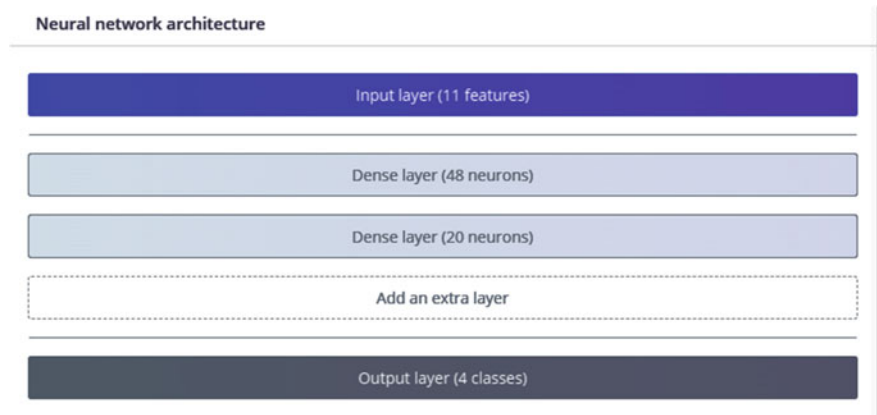 Neural network architecture
Input layer (11 features)
Dense layer (48 neurons)
Dense layer (20 neurons)
Add an extra layer
Output layer (4 classes)